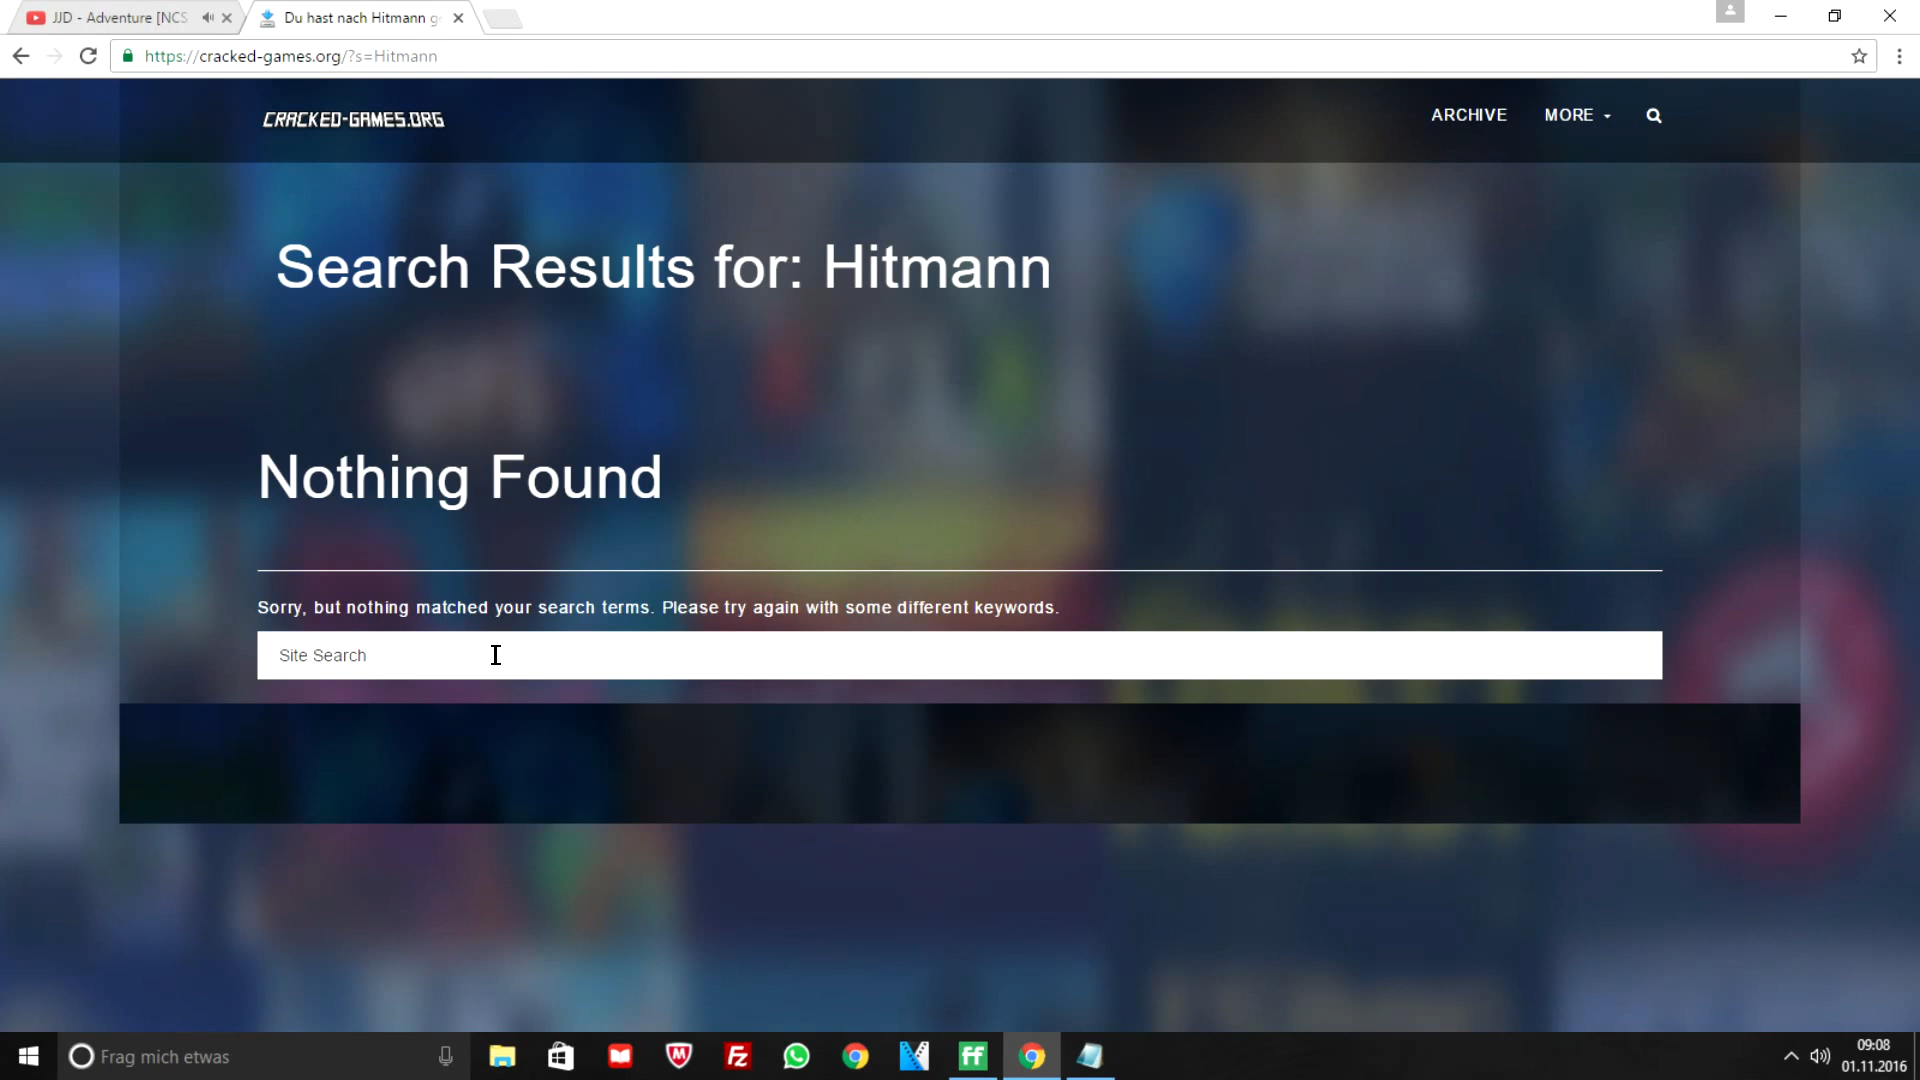 JJD - Adventure [NCS
Du hast nach Hitmann g
https://cracked-games.org/?s=Hitmann
CRACKED-GAMES.ORG
ARCHIVE
MORE
Search Results for: Hitmann
Nothing Found
Sorry, but nothing matched your search terms. Please try again with some different keywords.
Site Search
Frag mich etwas
09:08
01.11.2016